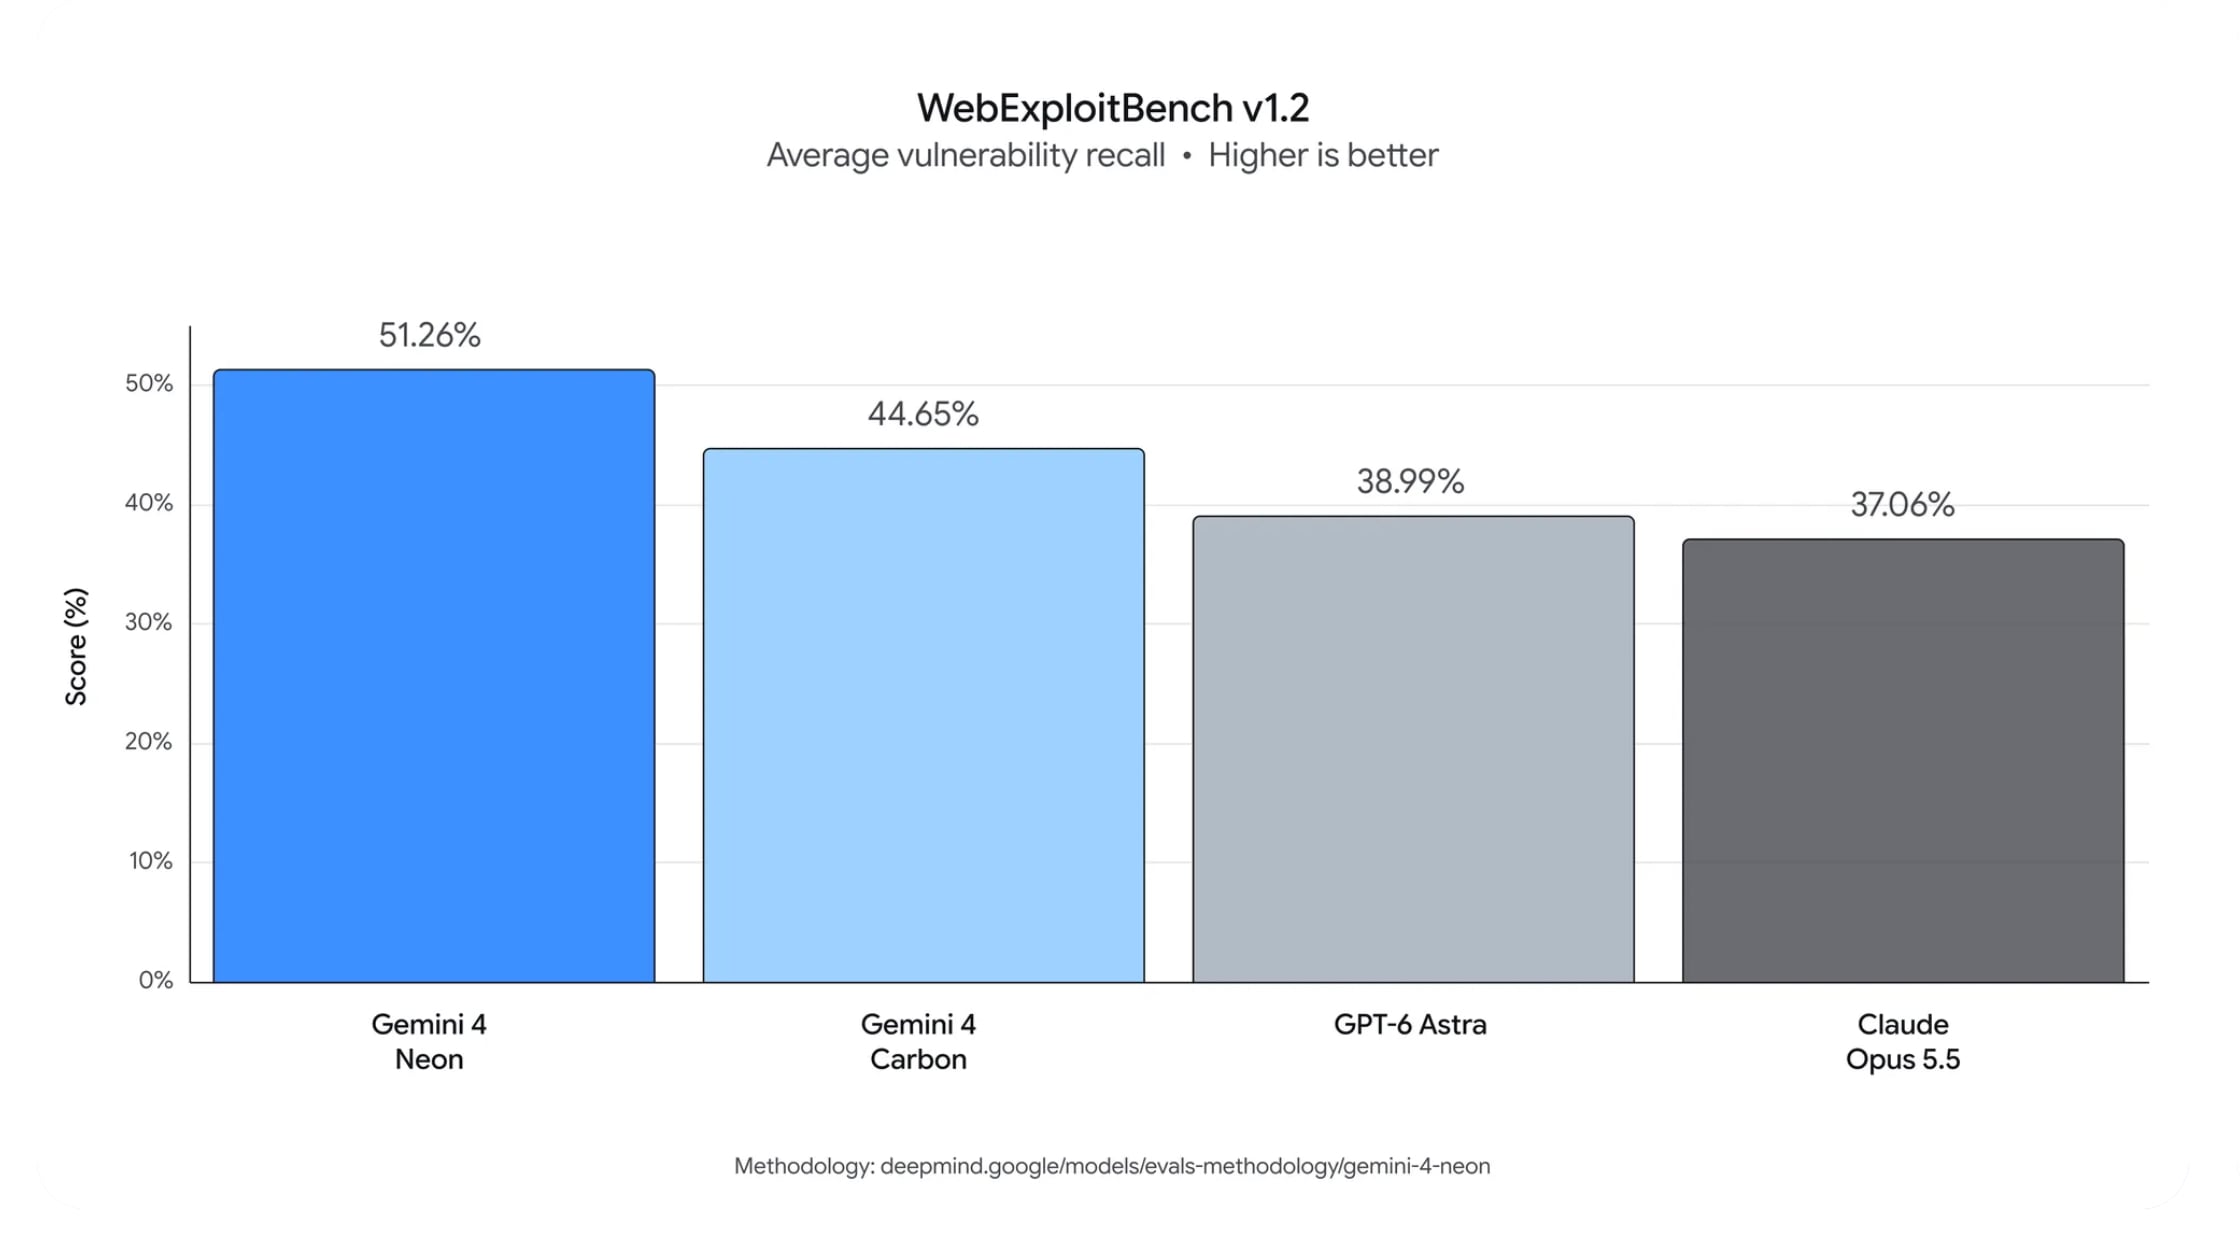 WebExploitBench v1.2
Average vulnerability recall • Higher is better
Score (%)
50%
40%
30%
20%
10%
0%
51.26%
44.65%
38.99%
37.06%
Gemini 4
Neon
Gemini 4
Carbon
GPT-6 Astra
Claude
Opus 5.5
Methodology: deepmind.google/models/evals-methodology/gemini-4-neon